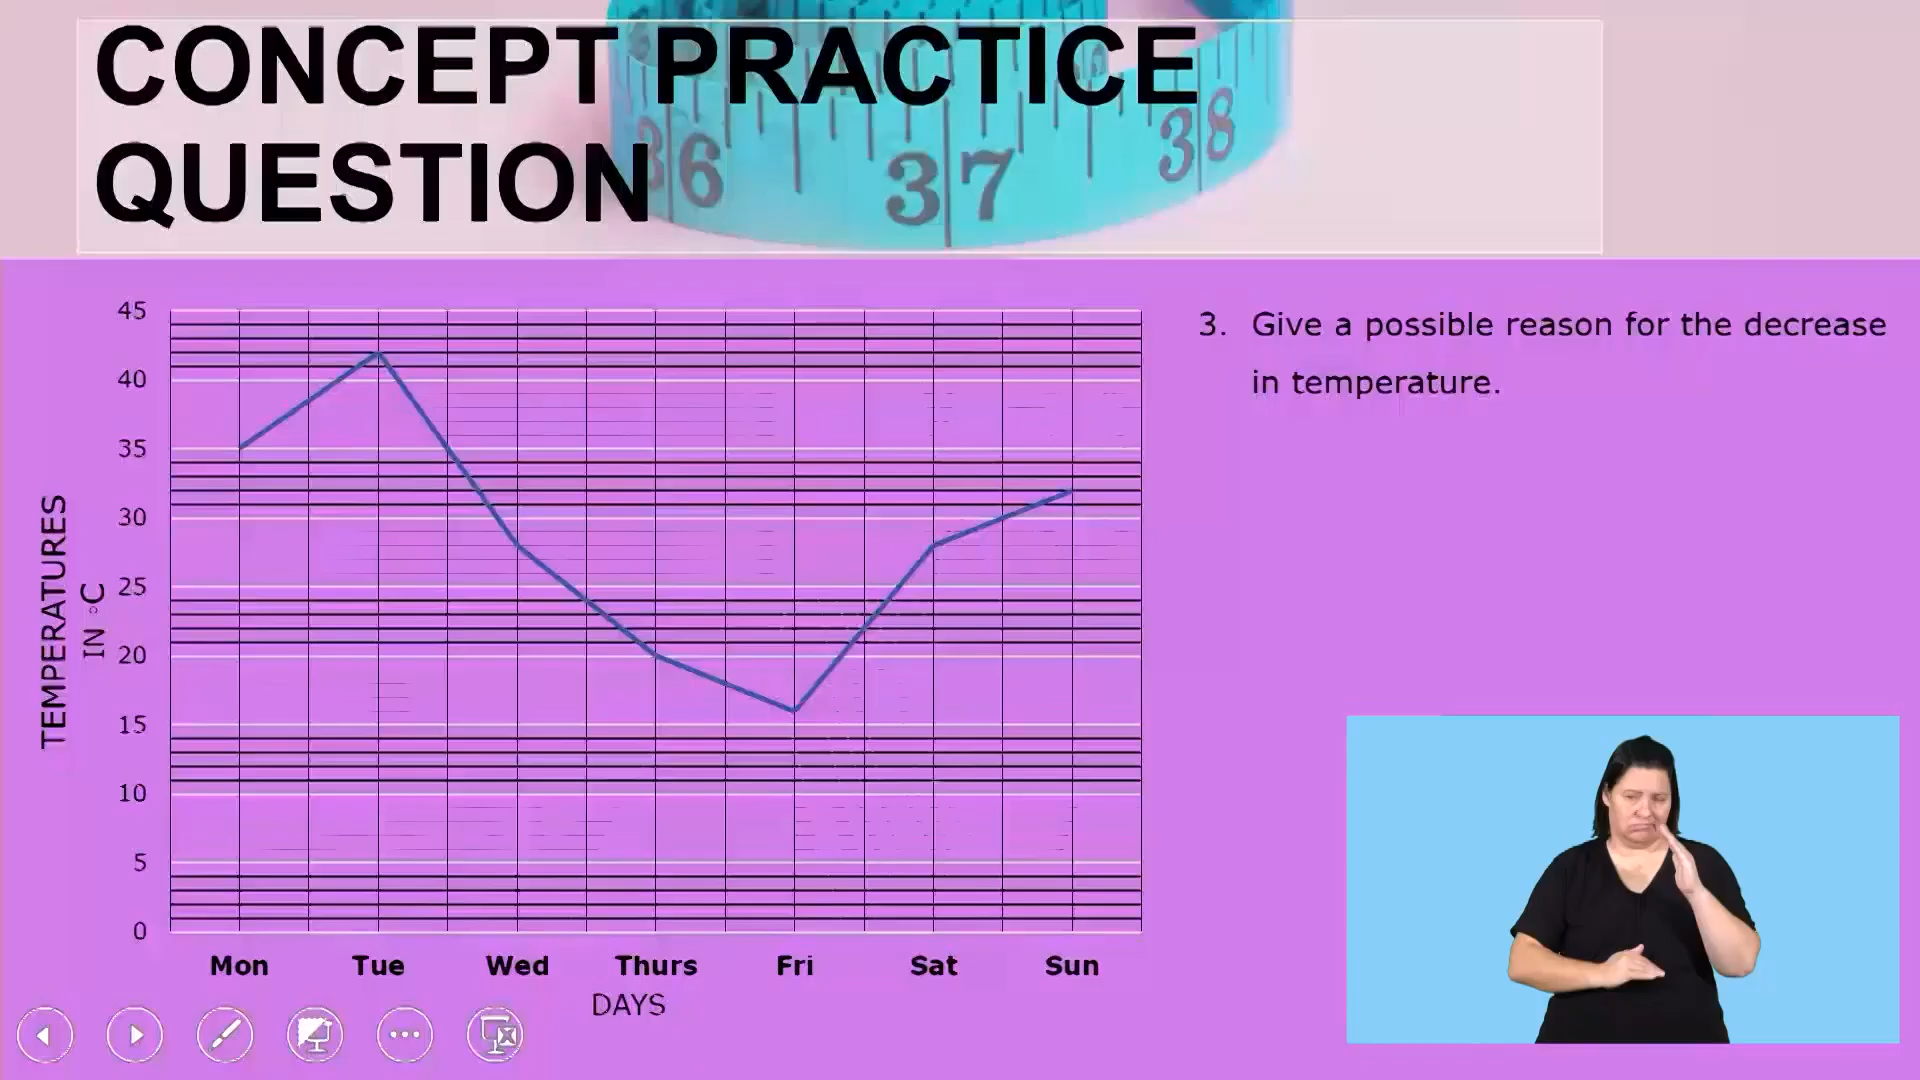 CONCEPT PRACTICE
QUESTION
36 37 38
45
40
35
30
25
20
15
10
5
0
TEMPERATURES
IN °C
Mon Tue Wed Thurs Fri Sat Sun
DAYS
3. Give a possible reason for the decrease
in temperature.